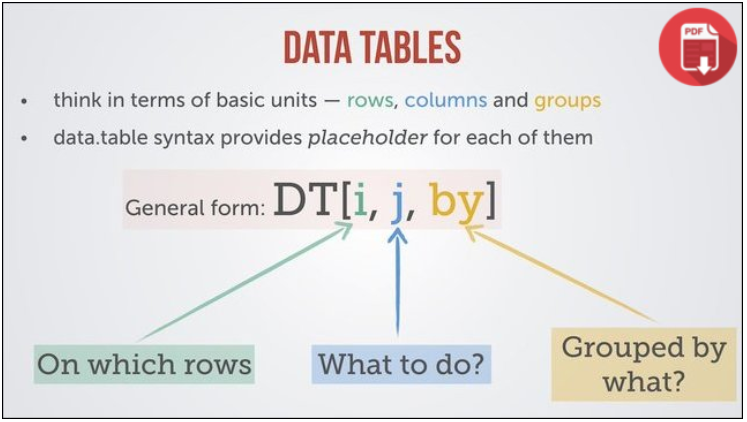 DATA TABLES
PDF
• think in terms of basic units — rows, columns and groups
• data.table syntax provides placeholder for each of them
General form: DT[i, j, by]
On which rows
What to do?
Grouped by
what?